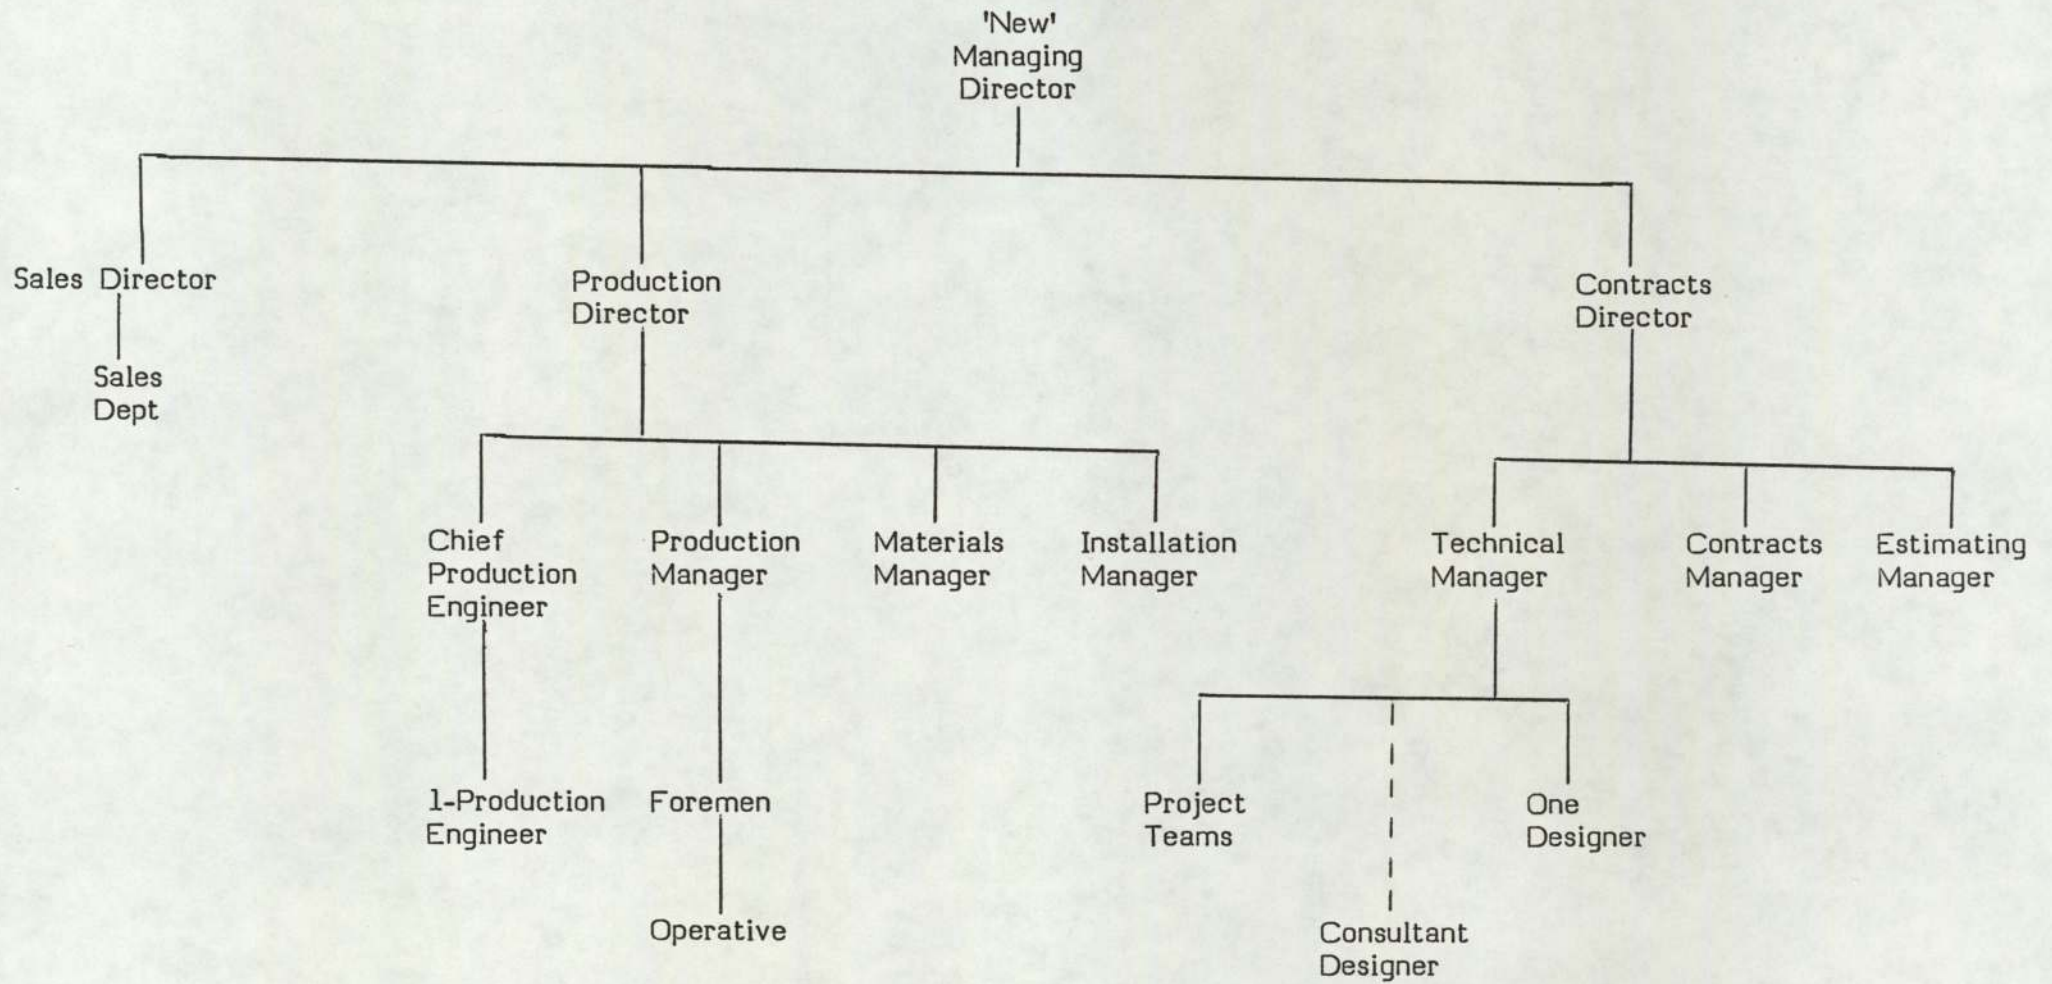 'New'
Managing
Director
Sales Director
Production
Director
Contracts
Director
Sales
Dept
Chief
Production
Engineer
Production
Manager
Materials
Manager
Installation
Manager
Technical
Manager
Contracts
Manager
Estimating
Manager
1-Production
Engineer
Foremen
Project
Teams
One
Designer
Operative
Consultant
Designer